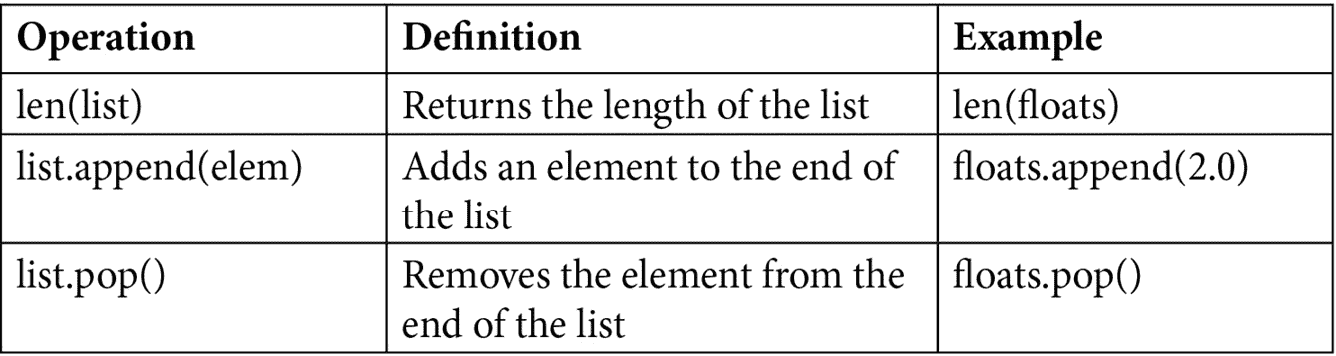 Operation Definition Example
len(list) Returns the length of the list len(floats)
list.append(elem) Adds an element to the end of floats.append(2.0)
the list
list.pop() Removes the element from the floats.pop()
end of the list